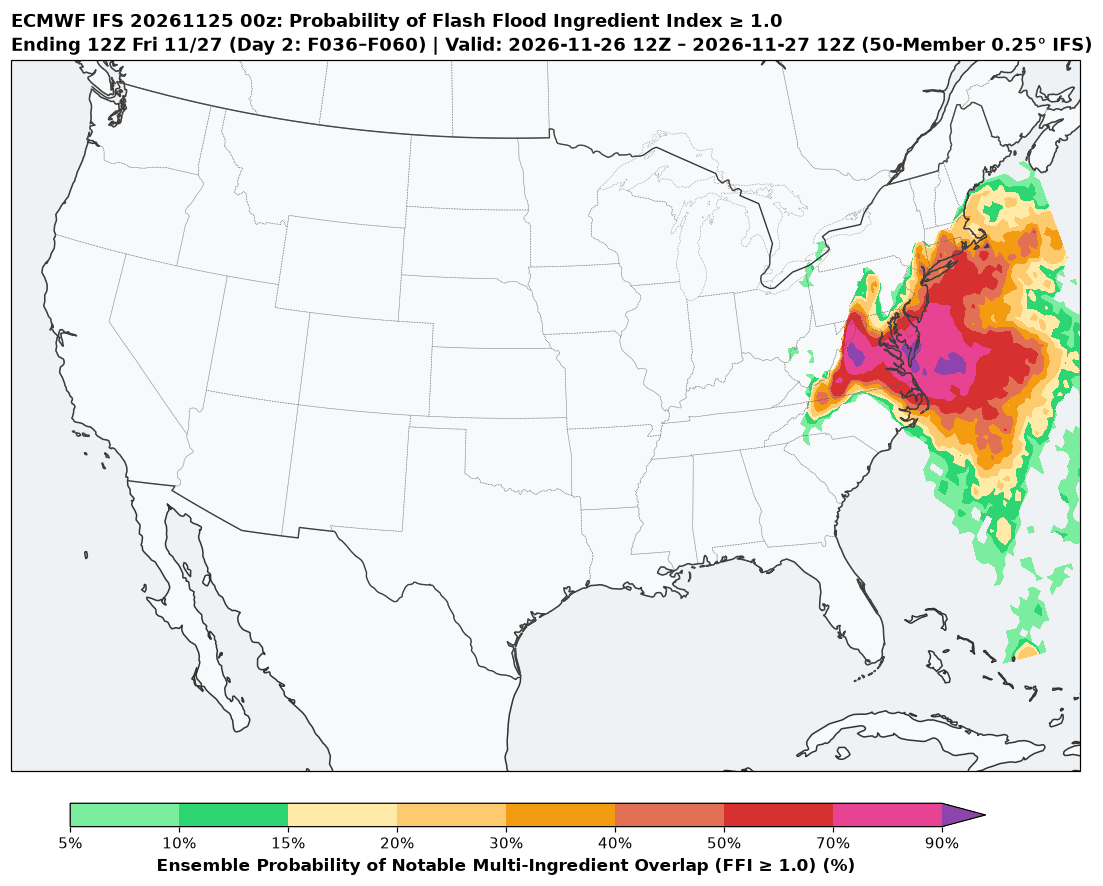 ECMWF IFS 20261125 00z: Probability of Flash Flood Ingredient Index ≥ 1.0
Ending 12Z Fri 11/27 (Day 2: F036–F060) | Valid: 2026-11-26 12Z – 2026-11-27 12Z (50-Member 0.25° IFS)
5% 10% 15% 20% 30% 40% 50% 70% 90%
Ensemble Probability of Notable Multi-Ingredient Overlap (FFI ≥ 1.0) (%)